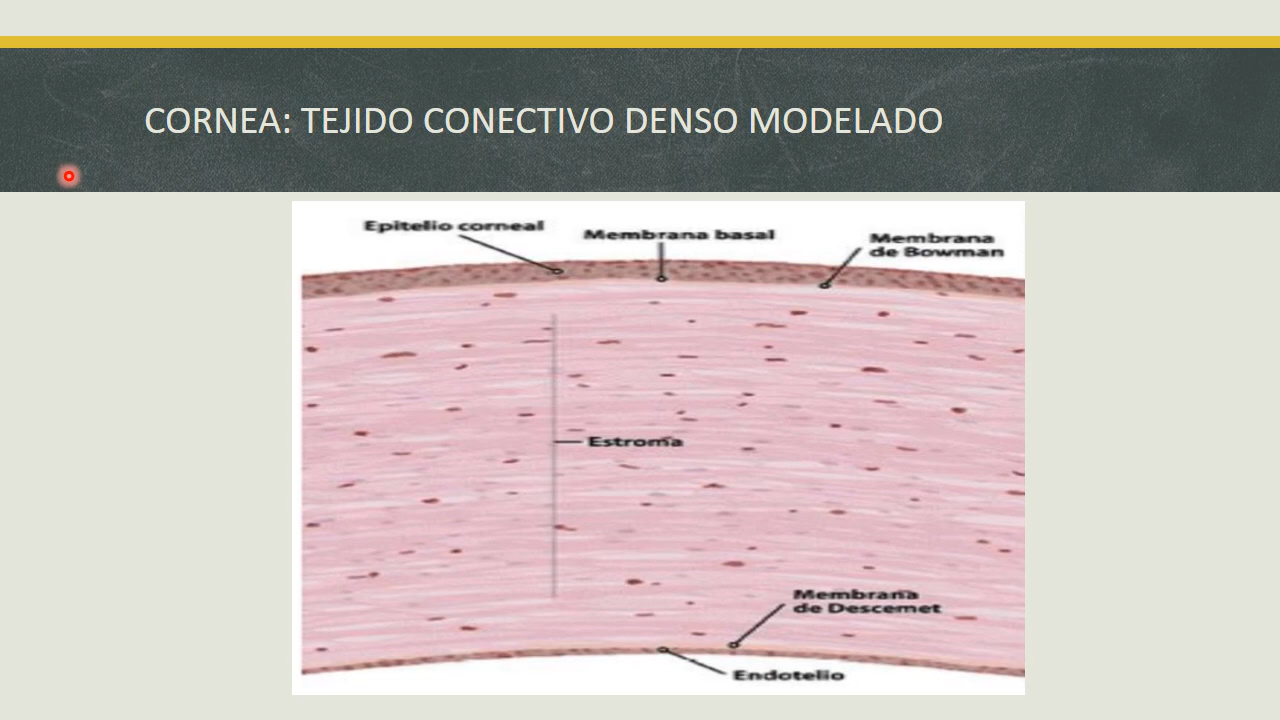 CORNEA: TEJIDO CONECTIVO DENSO MODELADO
Epitelio corneal
Membrana basal
Membrana
de Bowman
Estroma
Membrana
de Descemet
Endotelio